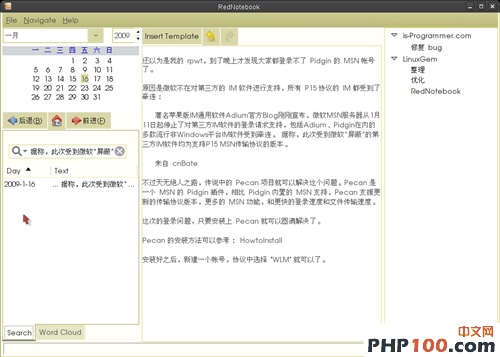 RedNotebook
File Navigate Help
一月 2009
一 二 三 四 五 六 日
1 2 3 4
5 6 7 8 9 10 11
12 13 14 15 16 17 18
19 20 21 22 23 24 25
26 27 28 29 30 31
后退(B) 前进(F)
据称，此次受到微软“屏蔽”
Day Text
2009-1-16 ... 据称，此次受到微软“ ...
Search Word Cloud
Insert Template
还以为是我的 rpwt，到了晚上才发现大家都登录不了 Pidgin 的 MSN 帐号
了。
原因是微软不在对第三方的 IM 软件进行支持，所有 P15 协议的 IM 都受到了
牵连：
著名苹果版IM通用软件Adium官方Blog刚刚宣布，微软MSN服务器从1月
11日起停止了对第三方IM软件的登录请求支持，包括Adium、Pidgin在内的
多数流行非Windows平台IM软件受到牵连。 据称，此次受到微软“屏蔽”的第
三方IM软件均为支持P15 MSN传输协议的版本。
来自 cnBate
不过天无绝人之路，传说中的 Pecan 项目就可以解决这个问题。Pecan 是
一个 MSN 的 Pidgin 插件，相比 Pidgin 内置的 MSN 支持，Pecan 支援更
新的传输协议版本，更多的 MSN 功能，和更快的登录速度和文件传输速度。
这次的登录问题，只要安装上 Pecan 就可以圆满解决了。
Pecan 的安装方法可以参考： HowtoInstall
安装好之后，新建一个帐号，协议中选择 "WLM" 就可以了。
is-Programmer.com
修复 bug
LinuxGem
整理
优化
RedNotebook
中文网
PHP100.com